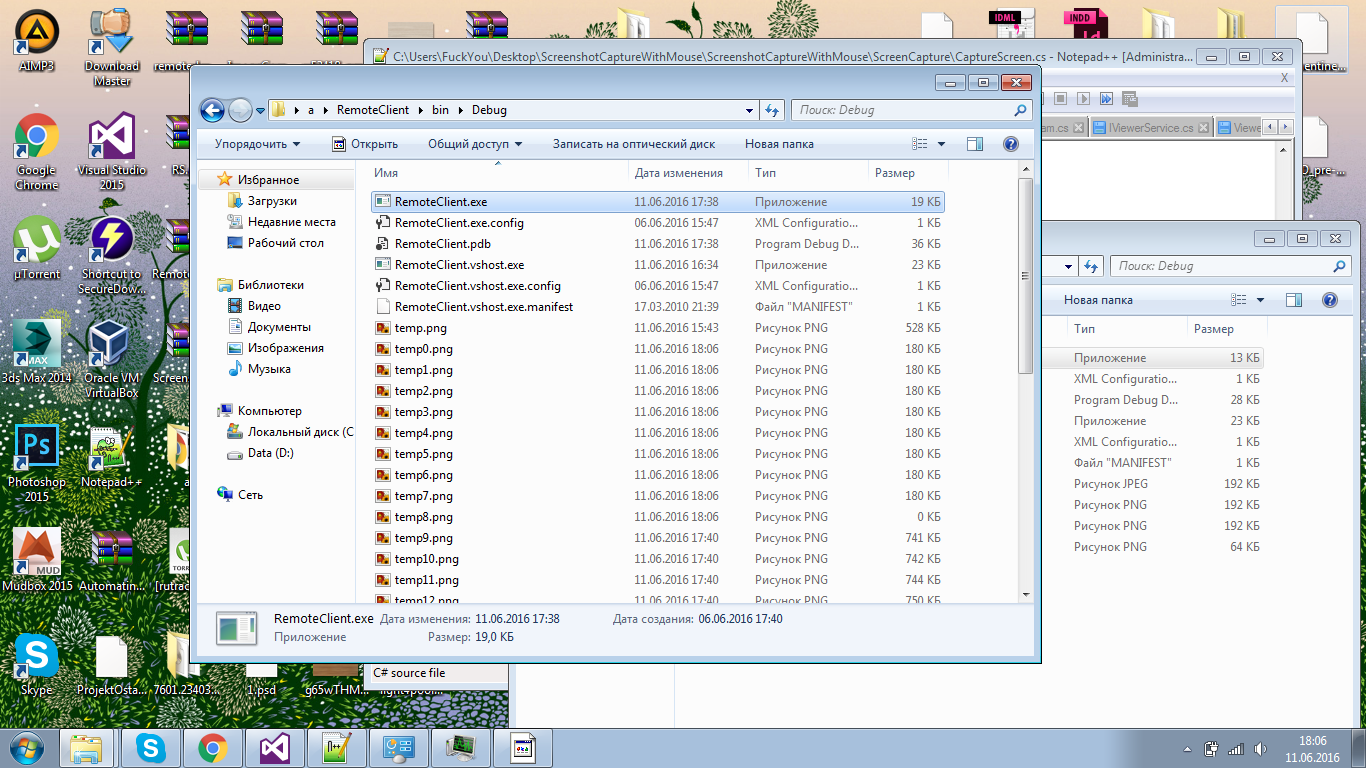 AIMP3
Download
Master
Google
Chrome
Visual Studio
2015
RS.
µTorrent
Shortcut to
SecureDow...
3ds Max 2014
Oracle VM
VirtualBox
Photoshop
2015
Notepad++
Mudbox 2015
Automatin...
[rutrac
Skype
ProjektOsta...
7601.23403...
1.psd
g65wTHM...
C:\Users\FuckYou\Desktop\ScreenshotCaptureWithMouse\ScreenshotCaptureWithMouse\ScreenCapture\CaptureScreen.cs - Notepad++ [Administra...
X
am.cs
IViewerService.cs
Viewe
a
RemoteClient
bin
Debug
Поиск: Debug
Упорядочить
Открыть
Общий доступ
Записать на оптический диск
Новая папка
Избранное
Загрузки
Недавние места
Рабочий стол
Библиотеки
Видео
Документы
Изображения
Музыка
Компьютер
Локальный диск (C
Data (D:)
Сеть
Имя Дата изменения Тип Размер
RemoteClient.exe 11.06.2016 17:38 Приложение 19 КБ
RemoteClient.exe.config 06.06.2016 15:47 XML Configuratio... 1 КБ
RemoteClient.pdb 11.06.2016 17:38 Program Debug D... 36 КБ
RemoteClient.vshost.exe 11.06.2016 16:34 Приложение 23 КБ
RemoteClient.vshost.exe.config 06.06.2016 15:47 XML Configuratio... 1 КБ
RemoteClient.vshost.exe.manifest 17.03.2010 21:39 Файл "MANIFEST" 1 КБ
temp.png 11.06.2016 15:43 Рисунок PNG 528 КБ
temp0.png 11.06.2016 18:06 Рисунок PNG 180 КБ
temp1.png 11.06.2016 18:06 Рисунок PNG 180 КБ
temp2.png 11.06.2016 18:06 Рисунок PNG 180 КБ
temp3.png 11.06.2016 18:06 Рисунок PNG 180 КБ
temp4.png 11.06.2016 18:06 Рисунок PNG 180 КБ
temp5.png 11.06.2016 18:06 Рисунок PNG 180 КБ
temp6.png 11.06.2016 18:06 Рисунок PNG 180 КБ
temp7.png 11.06.2016 18:06 Рисунок PNG 180 КБ
temp8.png 11.06.2016 18:06 Рисунок PNG 0 КБ
temp9.png 11.06.2016 17:40 Рисунок PNG 741 КБ
temp10.png 11.06.2016 17:40 Рисунок PNG 742 КБ
temp11.png 11.06.2016 17:40 Рисунок PNG 744 КБ
temp12.png 11.06.2016 17:40 Рисунок PNG 750 КБ
RemoteClient.exe Дата изменения: 11.06.2016 17:38 Дата создания: 06.06.2016 17:40
Приложение Размер: 19,0 КБ
C# source file
Поиск: Debug
Новая папка
Тип Размер
Приложение 13 КБ
XML Configuratio... 1 КБ
Program Debug D... 28 КБ
Приложение 23 КБ
XML Configuratio... 1 КБ
Файл "MANIFEST" 1 КБ
Рисунок JPEG 192 КБ
Рисунок PNG 192 КБ
Рисунок PNG 192 КБ
Рисунок PNG 64 КБ
IDML
INDD
18:06
11.06.2016